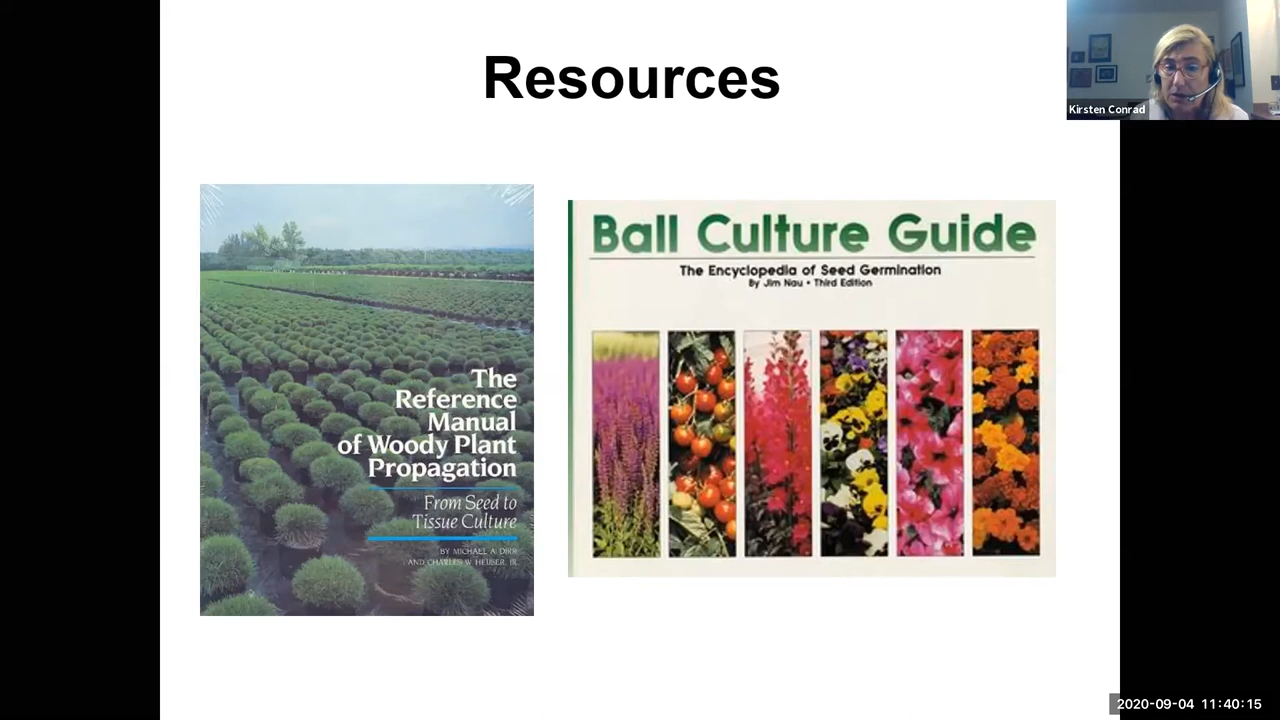 Resources
Kirsten Conrad
The
Reference
Manual
of Woody Plant
Propagation
From Seed to
Tissue Culture
BY MICHAEL A. DIRR
AND CHARLES W. HEUSER, JR.
Ball Culture Guide
The Encyclopedia of Seed Germination
By Jim Nau • Third Edition
2020-09-04 11:40:15